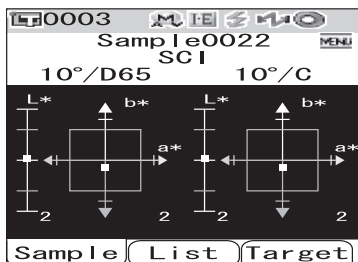 0003 M I+E
Sample0022 MENU
SCI
10°/D65 10°/C
L* b* L* b*
a* a*
2 2 2 2
Sample List Target